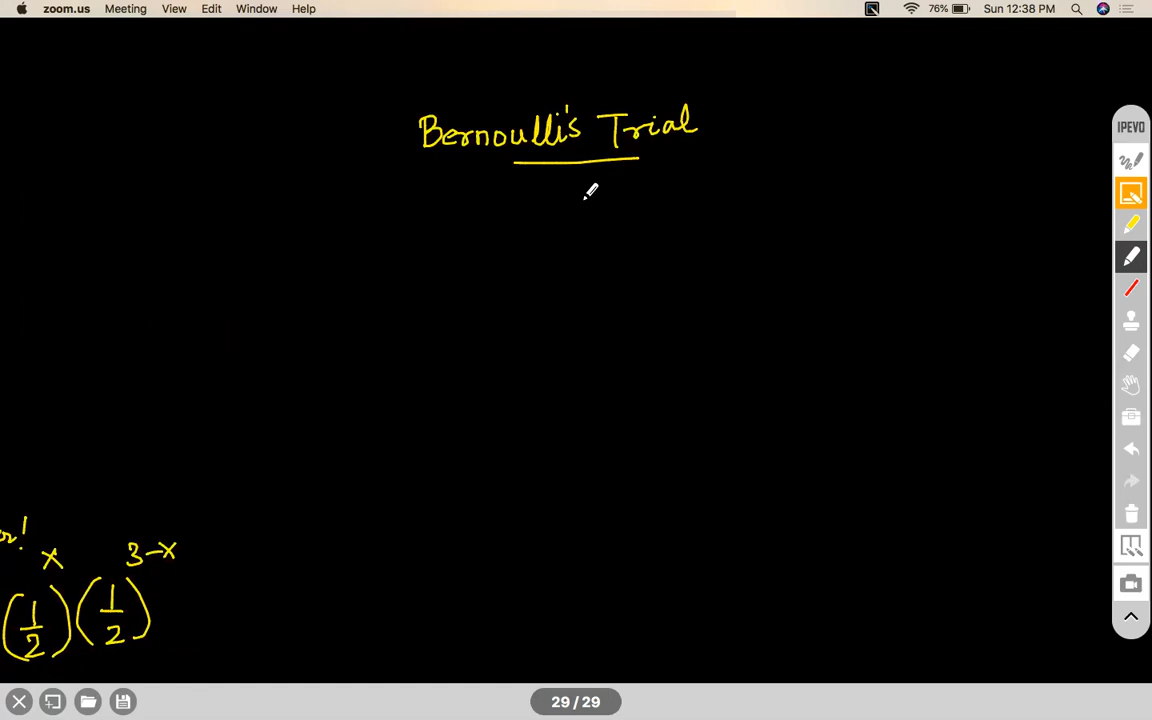 zoom.us Meeting View Edit Window Help 76% Sun 12:38 PM
Bernoulli's Trial
IPEVO
x 3-x
(1/2) (1/2)
29 / 29